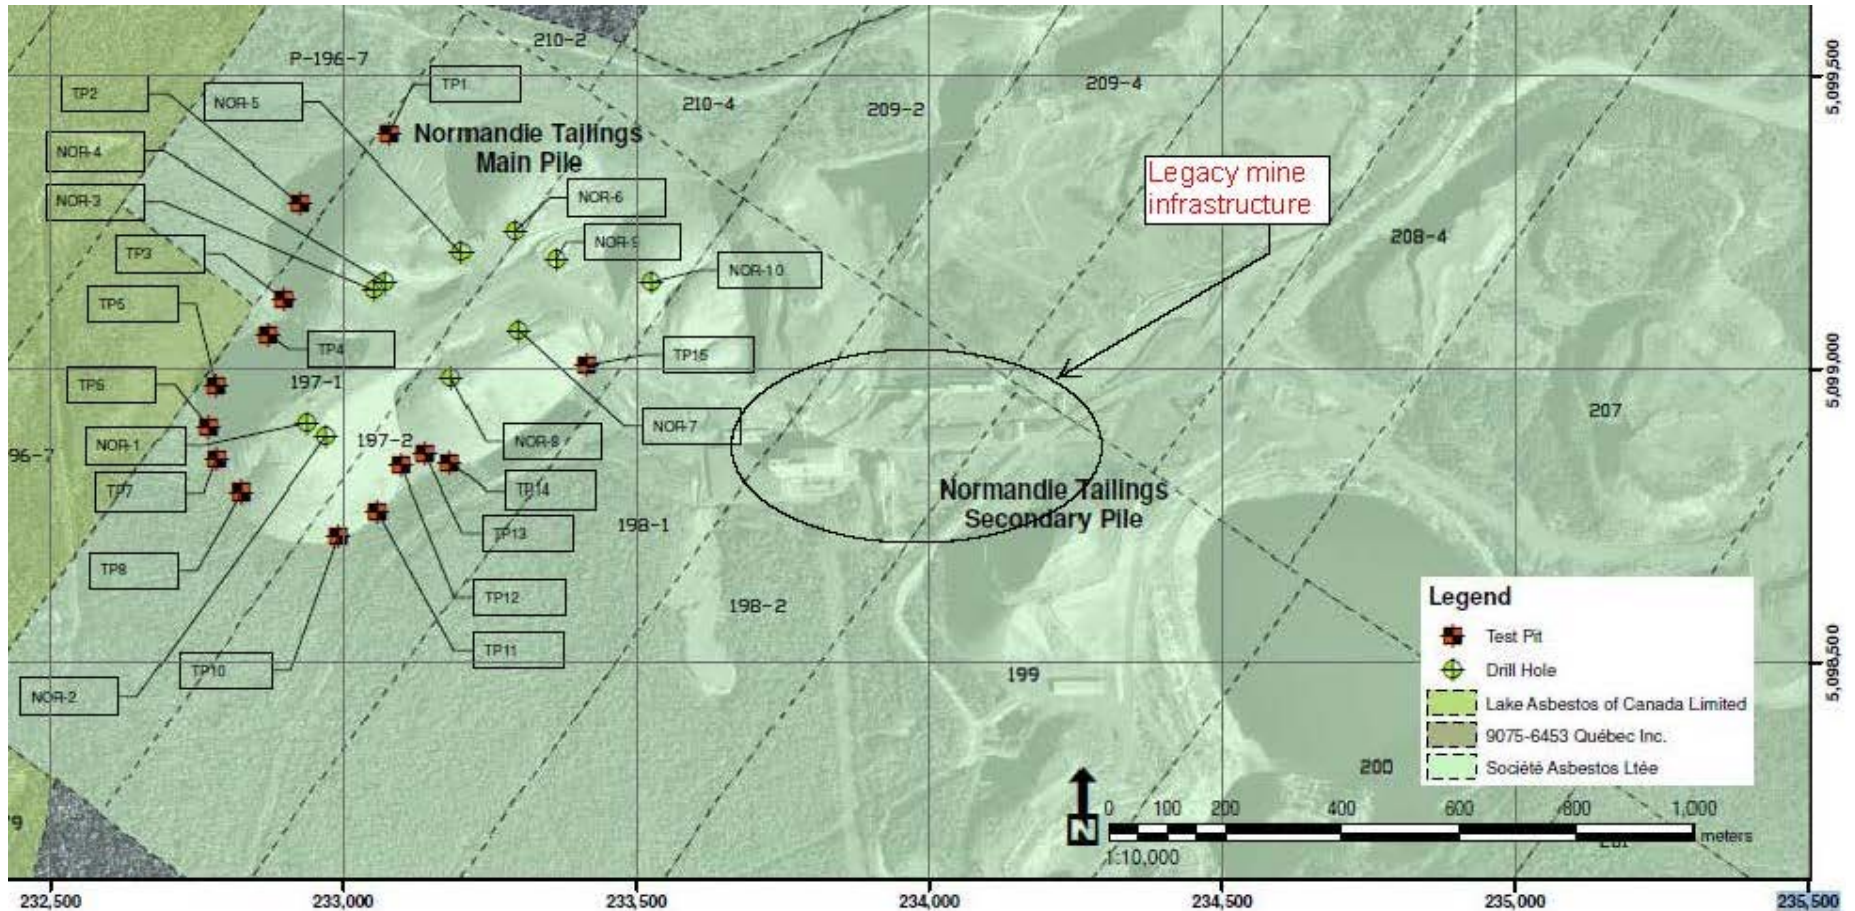 P-196-7
210-2
TP2
NOR-5
TP1
210-4
209-2
209-4
5,099,500
NOR-4
Normandie Tailings
Main Pile
NOR-3
NOR-6
Legacy mine
infrastructure
TP3
NOR-9
NOR-10
208-4
TP5
TP4
TP15
5,099,000
TP6
197-1
207
NOR-1
197-2
NOR-8
NOR-7
96-7
TP7
TP14
Normandie Tailings
Secondary Pile
TP13
198-1
TP8
TP12
198-2
TP11
TP10
NOR-2
199
5,098,500
200
Legend
Test Pit
Drill Hole
Lake Asbestos of Canada Limited
9075-6453 Québec Inc.
Société Asbestos Ltée
0 100 200 400 600 800 1,000
meters
N
1:10,000
232,500 233,000 233,500 234,000 234,500 235,000 235,500